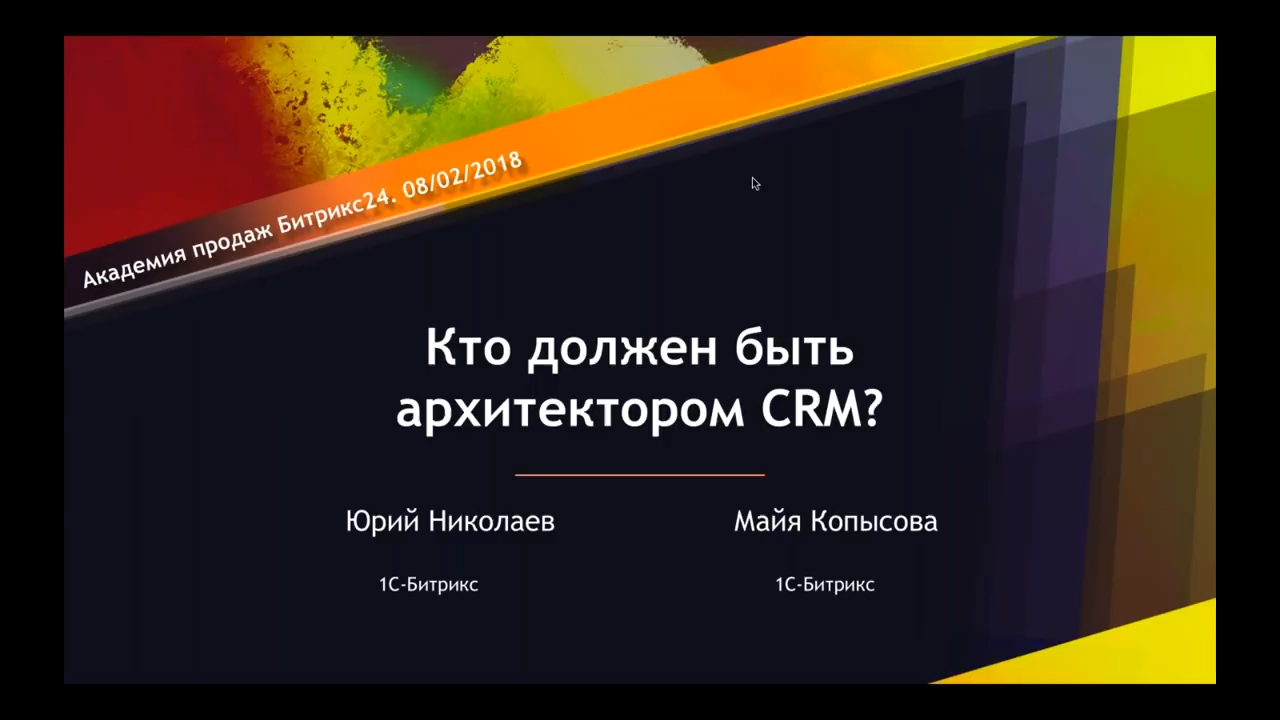 Академия продаж Битрикс24. 08/02/2018
Кто должен быть
архитектором CRM?
Юрий Николаев
Майя Копысова
1С-Битрикс
1С-Битрикс